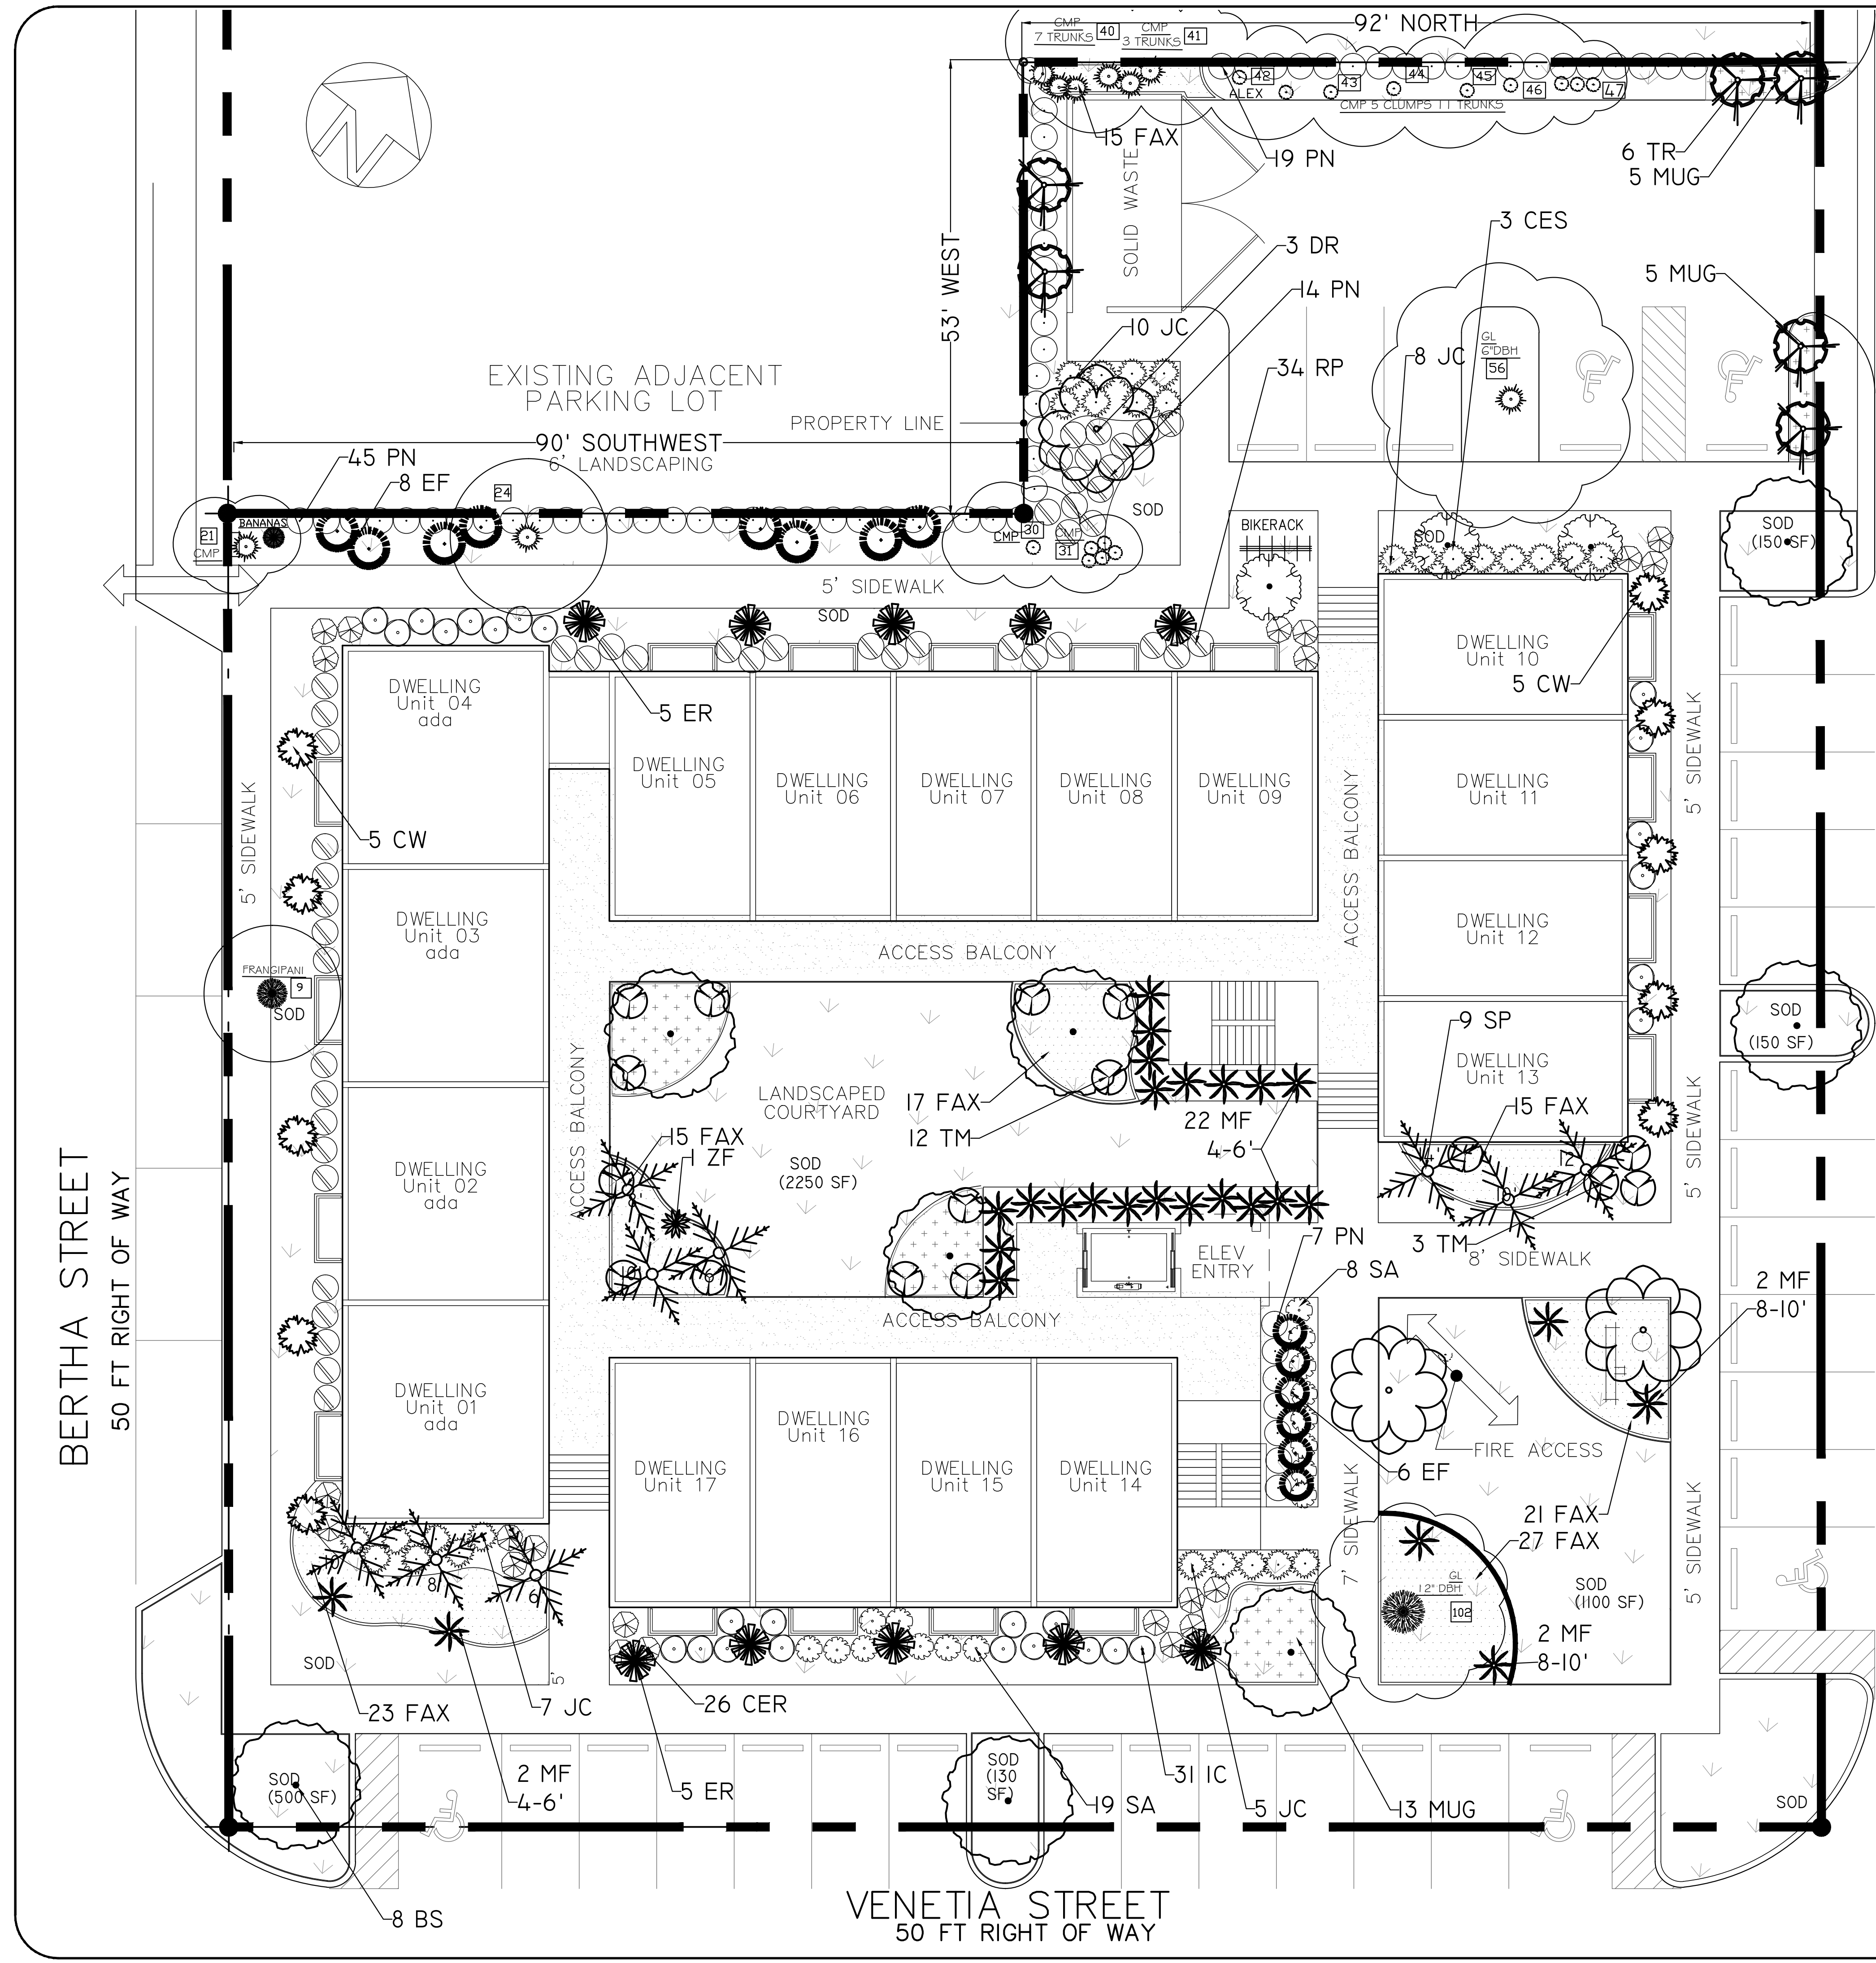 92' NORTH
CMP
7 TRUNKS
40
CMP
3 TRUNKS
41
42
43
44
45
46
47
ALEX
CMP 5 CLUMPS 11 TRUNKS
15 FAX
19 PN
6 TR
5 MUG
SOLID WASTE
53' WEST
3 CES
3 DR
14 PN
5 MUG
10 JC
34 RP
8 JC
GL
6"DBH
56
EXISTING ADJACENT
PARKING LOT
PROPERTY LINE
90' SOUTHWEST
6' LANDSCAPING
45 PN
8 EF
24
21
CMP
BANANAS
CMP
30
CMP
31
SOD
BIKERACK
SOD
SOD
(150 SF)
5' SIDEWALK
SOD
DWELLING
Unit 04
ada
5 ER
DWELLING
Unit 05
DWELLING
Unit 06
DWELLING
Unit 07
DWELLING
Unit 08
DWELLING
Unit 09
DWELLING
Unit 10
5 CW
5' SIDEWALK
5 CW
5' SIDEWALK
ACCESS BALCONY
DWELLING
Unit 11
DWELLING
Unit 03
ada
DWELLING
Unit 12
ACCESS BALCONY
FRANGIPANI
9
SOD
SOD
(150 SF)
9 SP
DWELLING
Unit 13
ACCESS BALCONY
LANDSCAPED
COURTYARD
17 FAX
12 TM
22 MF
4-6'
15 FAX
15 FAX
1 ZF
SOD
(2250 SF)
DWELLING
Unit 02
ada
5' SIDEWALK
4'
12'
18'
3 TM
8' SIDEWALK
ELEV
ENTRY
7 PN
8 SA
2 MF
8-10'
ACCESS BALCONY
BERTHA STREET
50 FT RIGHT OF WAY
DWELLING
Unit 01
ada
DWELLING
Unit 17
DWELLING
Unit 16
DWELLING
Unit 15
DWELLING
Unit 14
FIRE ACCESS
6 EF
21 FAX
27 FAX
7' SIDEWALK
5' SIDEWALK
GL
12" DBH
102
SOD
(1100 SF)
2 MF
8-10'
10'
8'
6'
SOD
5'
23 FAX
7 JC
26 CER
SOD
(500 SF)
2 MF
4-6'
5 ER
SOD
(130
SF)
31 IC
19 SA
5 JC
13 MUG
SOD
8 BS
VENETIA STREET
50 FT RIGHT OF WAY